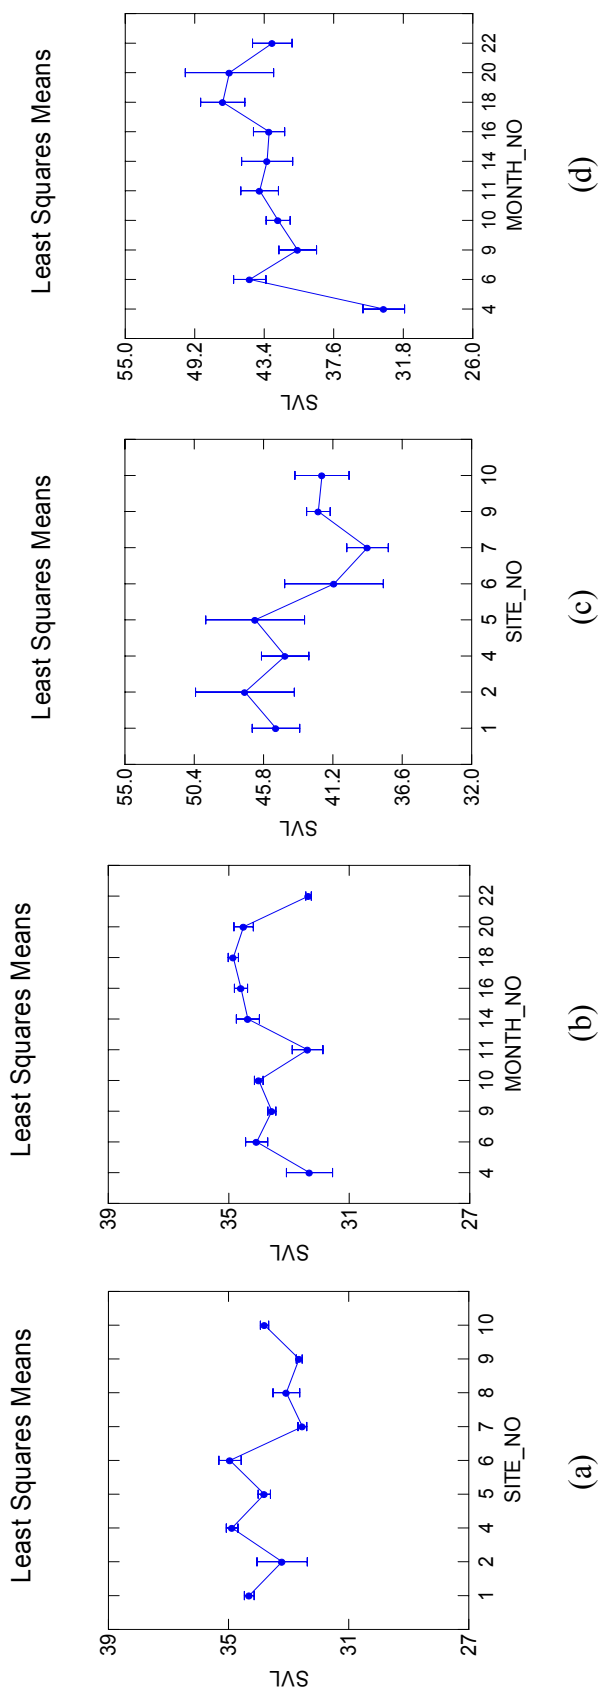 Least Squares Means
39
35
31
27
SVL
1 2 4 5 6 7 8 9 10
SITE_NO
(a)
Least Squares Means
39
35
31
27
SVL
4 6 9 10 11 14 16 18 20 22
MONTH_NO
(b)
Least Squares Means
55.0
50.4
45.8
41.2
36.6
32.0
SVL
1 2 4 5 6 7 9 10
SITE_NO
(c)
Least Squares Means
55.0
49.2
43.4
37.6
31.8
26.0
SVL
4 6 9 10 11 14 16 18 20 22
MONTH_NO
(d)